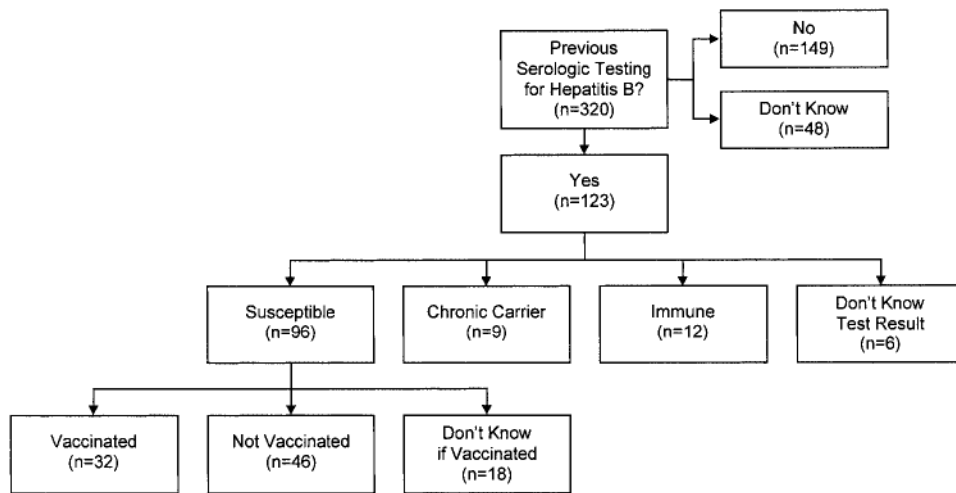 No
(n=149)
Previous
Serologic Testing
for Hepatitis B?
(n=320)
Don't Know
(n=48)
Yes
(n=123)
Susceptible
(n=96)
Chronic Carrier
(n=9)
Immune
(n=12)
Don't Know
Test Result
(n=6)
Vaccinated
(n=32)
Not Vaccinated
(n=46)
Don't Know
if Vaccinated
(n=18)